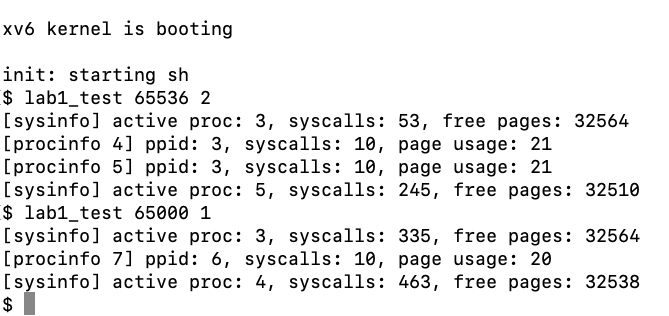 xv6 kernel is booting
init: starting sh
$ lab1_test 65536 2
[sysinfo] active proc: 3, syscalls: 53, free pages: 32564
[procinfo 4] ppid: 3, syscalls: 10, page usage: 21
[procinfo 5] ppid: 3, syscalls: 10, page usage: 21
[sysinfo] active proc: 5, syscalls: 245, free pages: 32510
$ lab1_test 65000 1
[sysinfo] active proc: 3, syscalls: 335, free pages: 32564
[procinfo 7] ppid: 6, syscalls: 10, page usage: 20
[sysinfo] active proc: 4, syscalls: 463, free pages: 32538
$